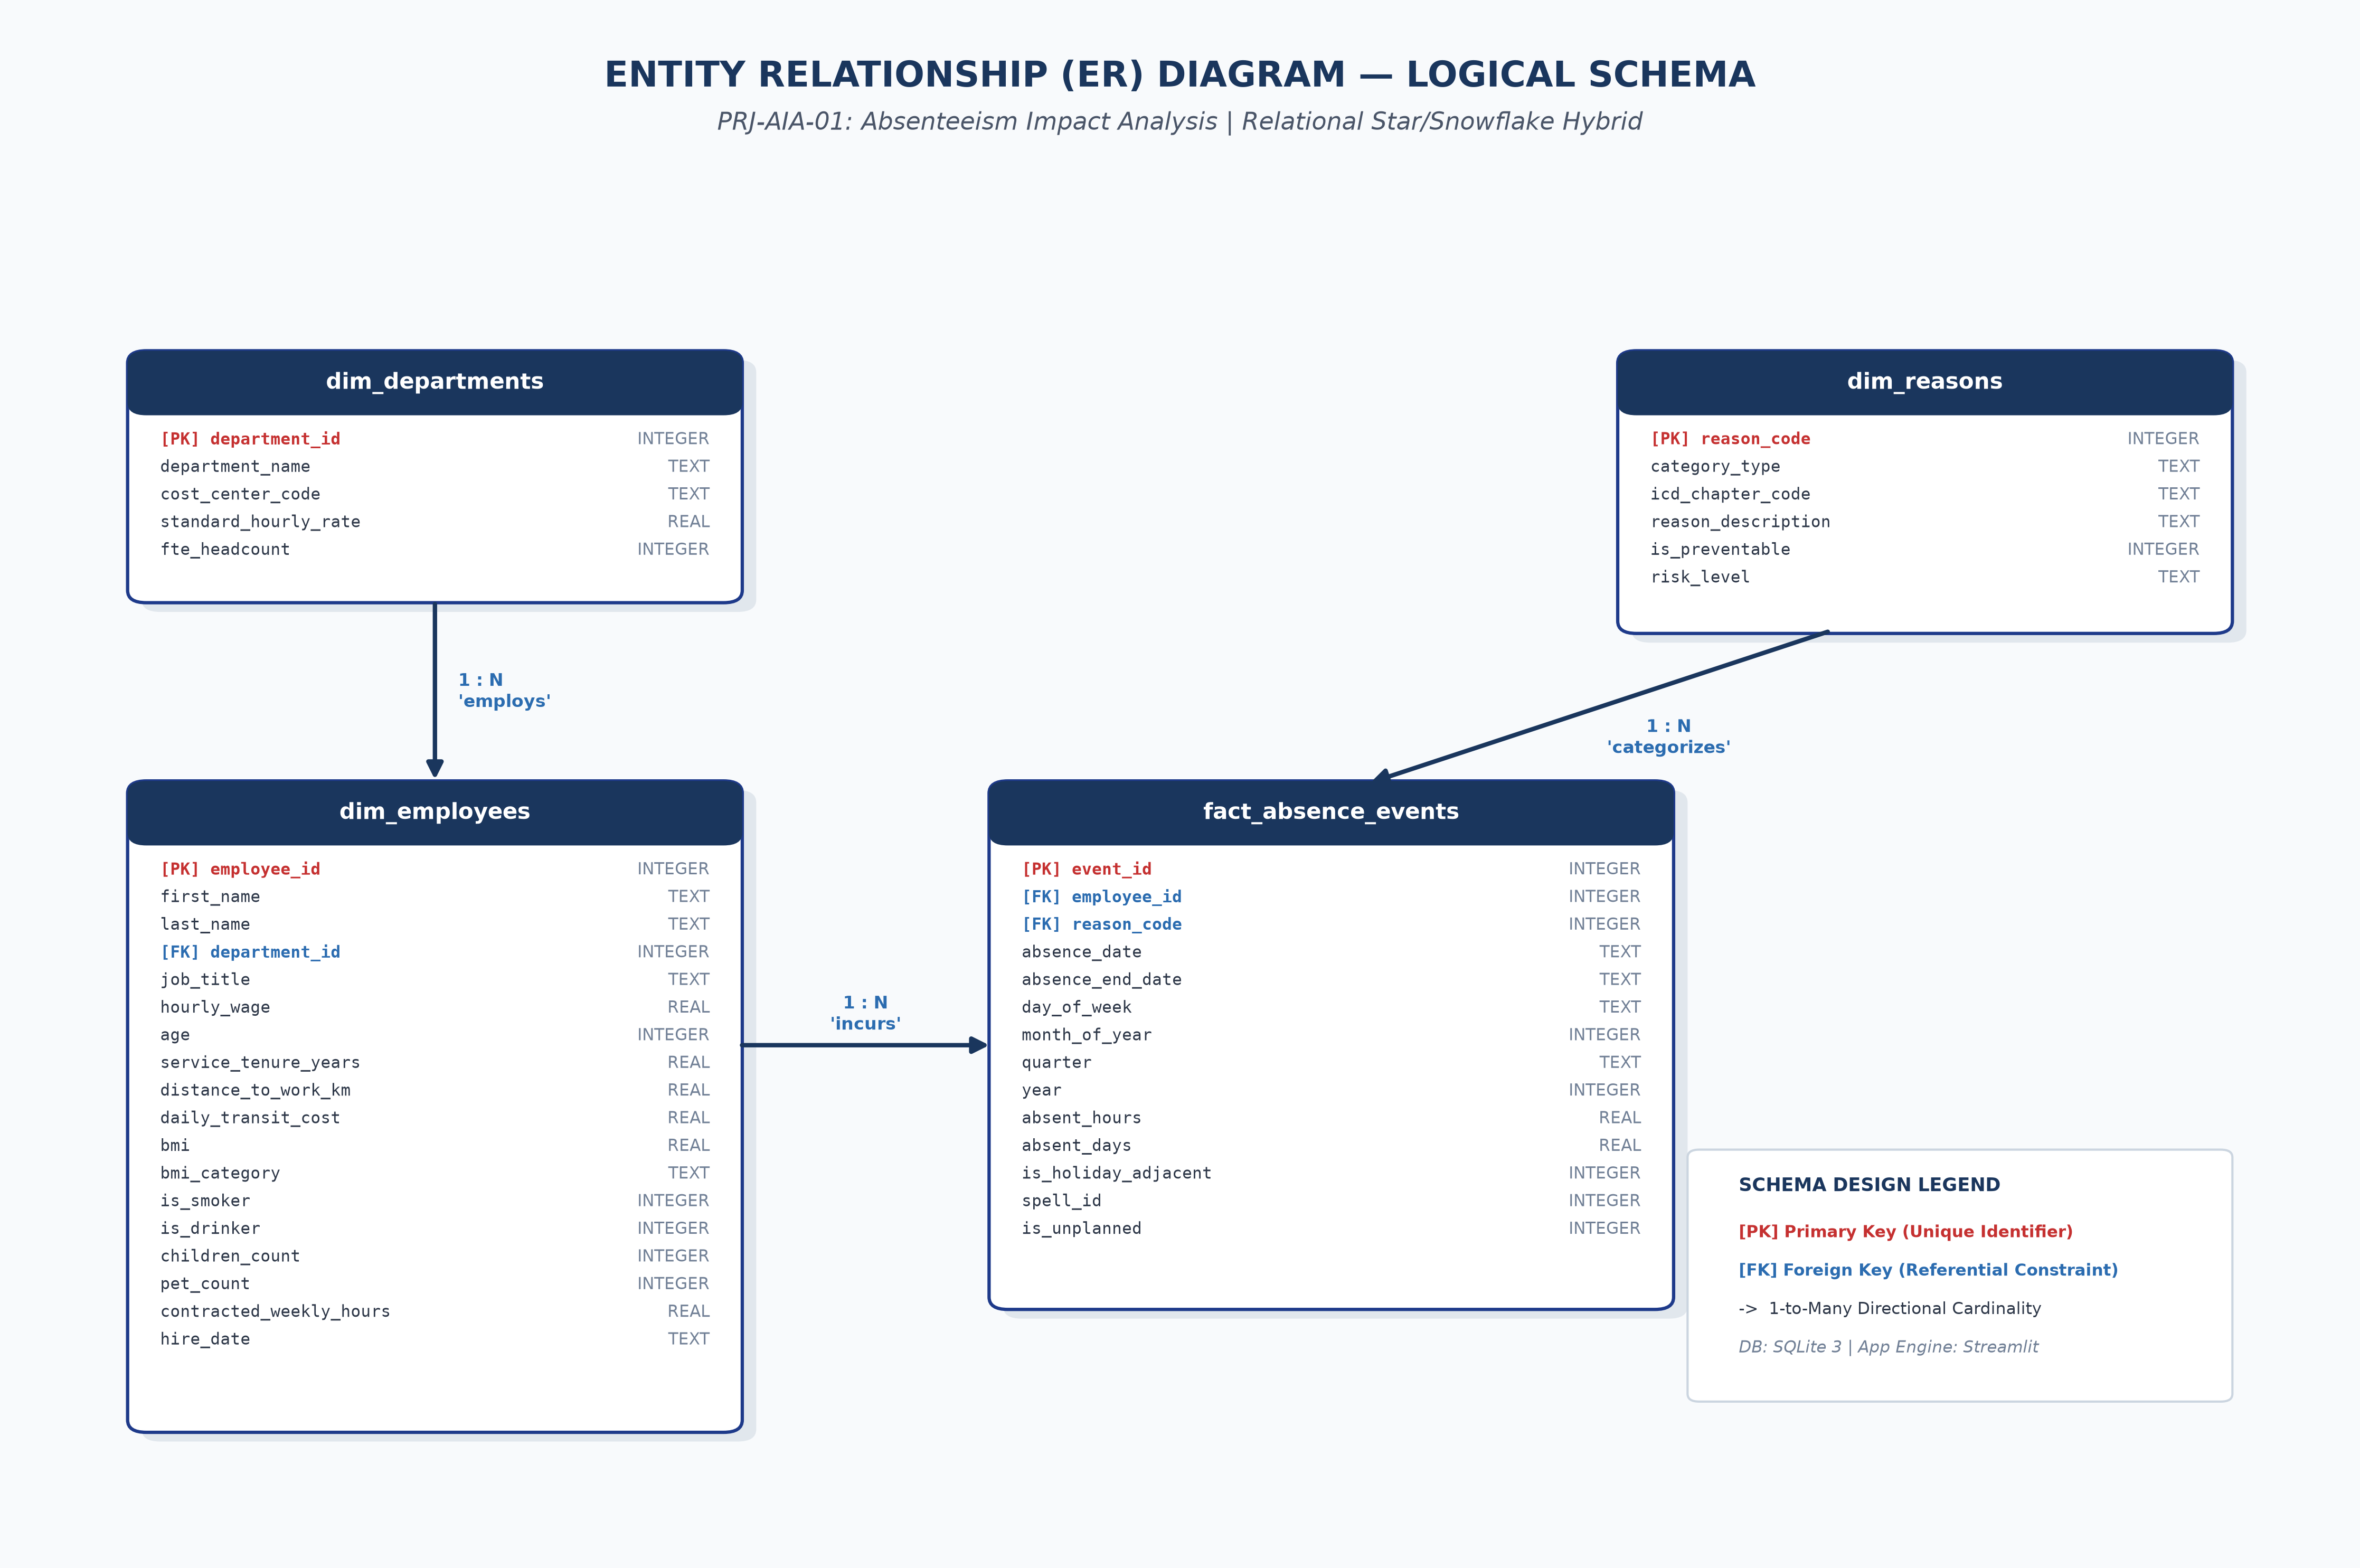 ENTITY RELATIONSHIP (ER) DIAGRAM — LOGICAL SCHEMA
PRJ-AIA-01: Absenteeism Impact Analysis | Relational Star/Snowflake Hybrid
dim_departments
[PK] department_id INTEGER
department_name TEXT
cost_center_code TEXT
standard_hourly_rate REAL
fte_headcount INTEGER
dim_reasons
[PK] reason_code INTEGER
category_type TEXT
icd_chapter_code TEXT
reason_description TEXT
is_preventable INTEGER
risk_level TEXT
1 : N
'employs'
1 : N
'categorizes'
dim_employees
[PK] employee_id INTEGER
first_name TEXT
last_name TEXT
[FK] department_id INTEGER
job_title TEXT
hourly_wage REAL
age INTEGER
service_tenure_years REAL
distance_to_work_km REAL
daily_transit_cost REAL
bmi REAL
bmi_category TEXT
is_smoker INTEGER
is_drinker INTEGER
children_count INTEGER
pet_count INTEGER
contracted_weekly_hours REAL
hire_date TEXT
1 : N
'incurs'
fact_absence_events
[PK] event_id INTEGER
[FK] employee_id INTEGER
[FK] reason_code INTEGER
absence_date TEXT
absence_end_date TEXT
day_of_week TEXT
month_of_year INTEGER
quarter TEXT
year INTEGER
absent_hours REAL
absent_days REAL
is_holiday_adjacent INTEGER
spell_id INTEGER
is_unplanned INTEGER
SCHEMA DESIGN LEGEND
[PK] Primary Key (Unique Identifier)
[FK] Foreign Key (Referential Constraint)
-> 1-to-Many Directional Cardinality
DB: SQLite 3 | App Engine: Streamlit